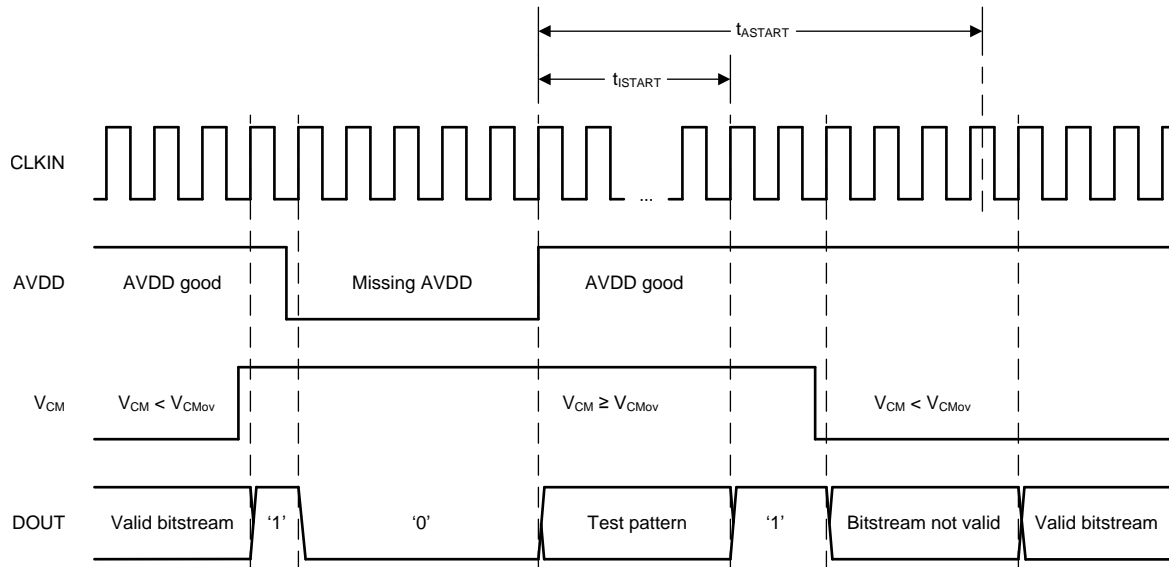 tASTART
tISTART
CLKIN
...
AVDD
AVDD good
Missing AVDD
AVDD good
VCM
VCM < VCMov
VCM ≥ VCMov
VCM < VCMov
DOUT
Valid bitstream
‘1’
‘0’
Test pattern
‘1’
Bitstream not valid
Valid bitstream